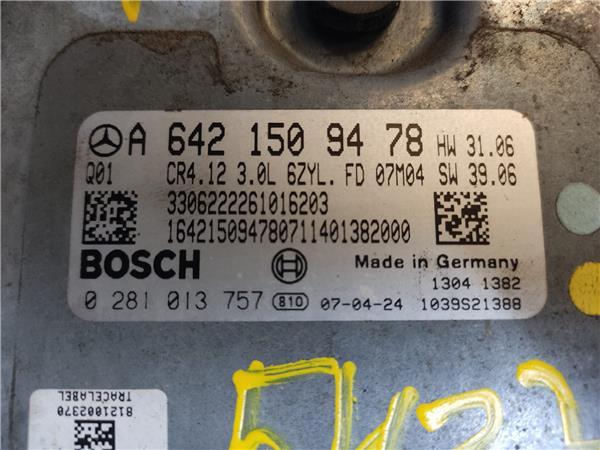 A 642 150 94 78 HW 31.06
Q01 CR4.12 3.0L 6ZYL. FD 07M04 SW 39.06
3306222261016203
164215094780711401382000
BOSCH Made in Germany
1304 1382
0 281 013 757 810 07-04-24 1039S21388
TRACELABEL
8121002370